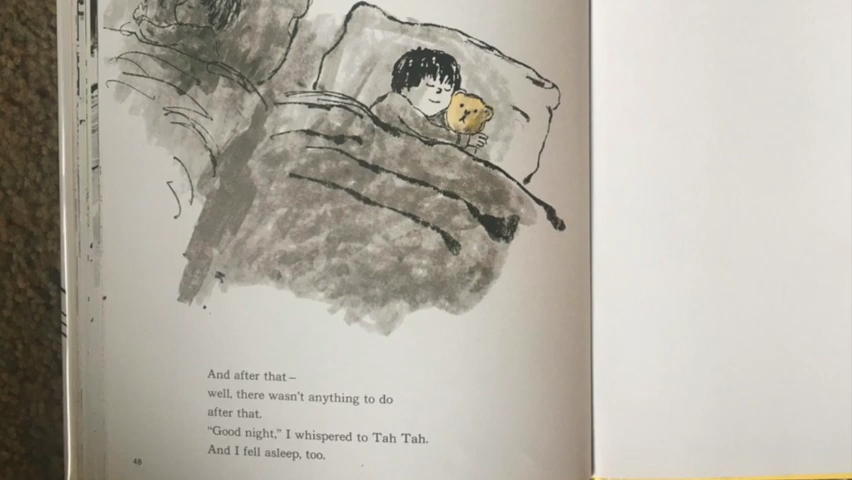 And after that—
well, there wasn't anything to do
after that.
"Good night," I whispered to Tah Tah.
And I fell asleep, too.
48